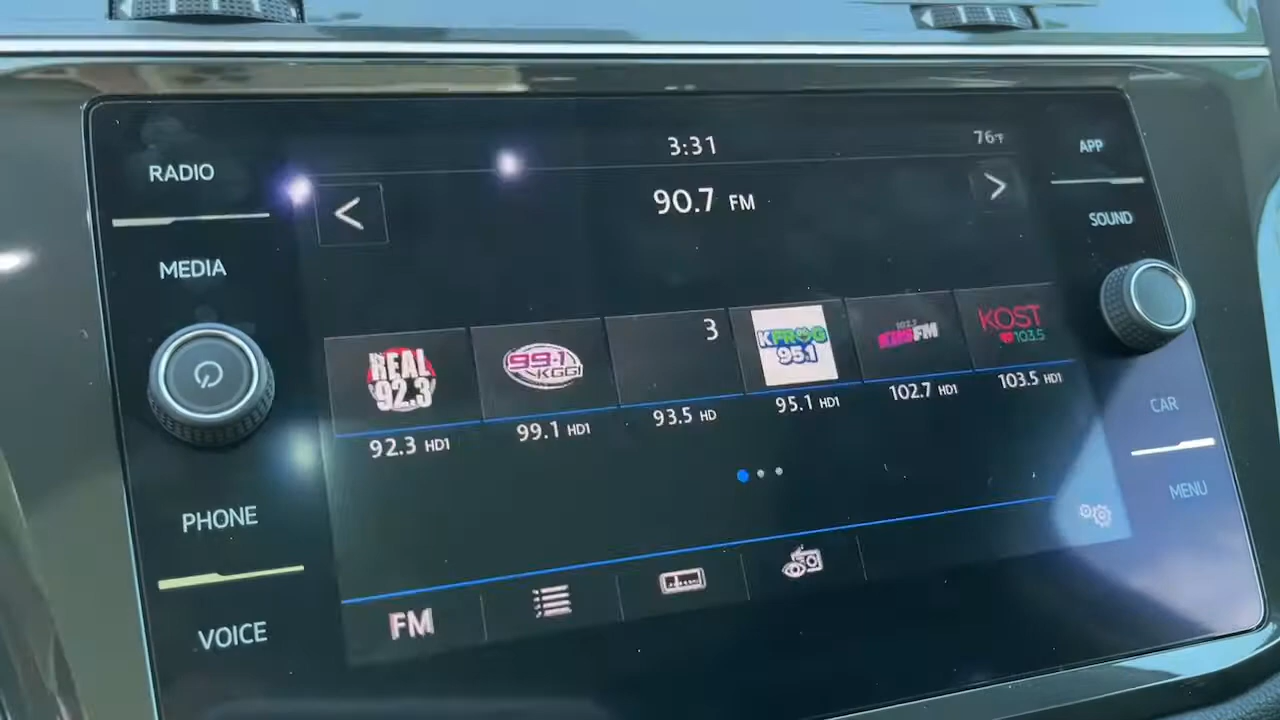 3:31
76°F
RADIO
APP
90.7 FM
SOUND
MEDIA
REAL
92.3
99.1
KGGI
3
KFROG
95.1
102.7
KIISFM
KOST
103.5
92.3 HD1
99.1 HD1
93.5 HD
95.1 HD1
102.7 HD1
103.5 HD1
CAR
MENU
PHONE
FM
VOICE